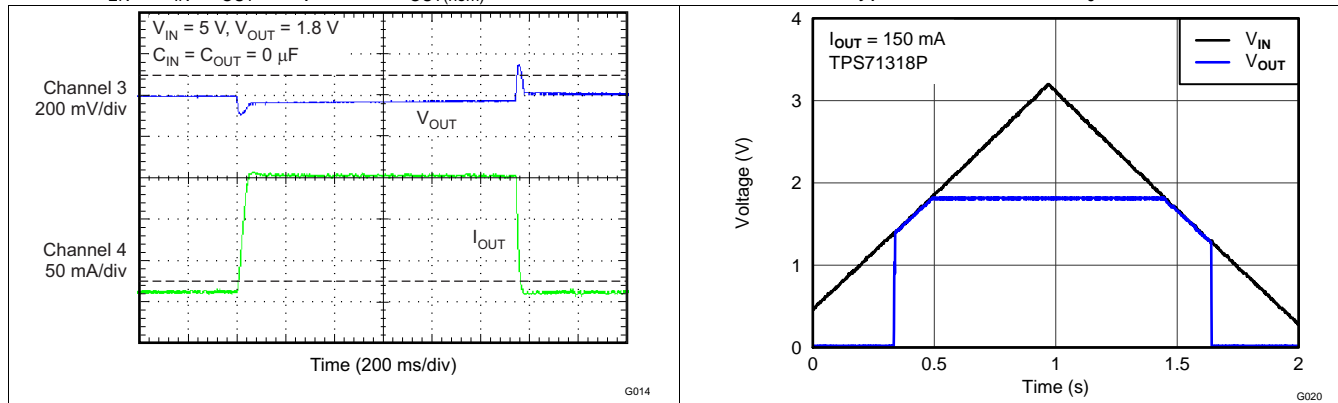 V_IN = 5 V, V_OUT = 1.8 V
C_IN = C_OUT = 0 μF
Channel 3
200 mV/div
V_OUT
Channel 4
50 mA/div
I_OUT
Time (200 ms/div)
G014
I_OUT = 150 mA
TPS71318P
V_IN
V_OUT
4
3
2
1
0
Voltage (V)
0 0.5 1 1.5 2
Time (s)
G020